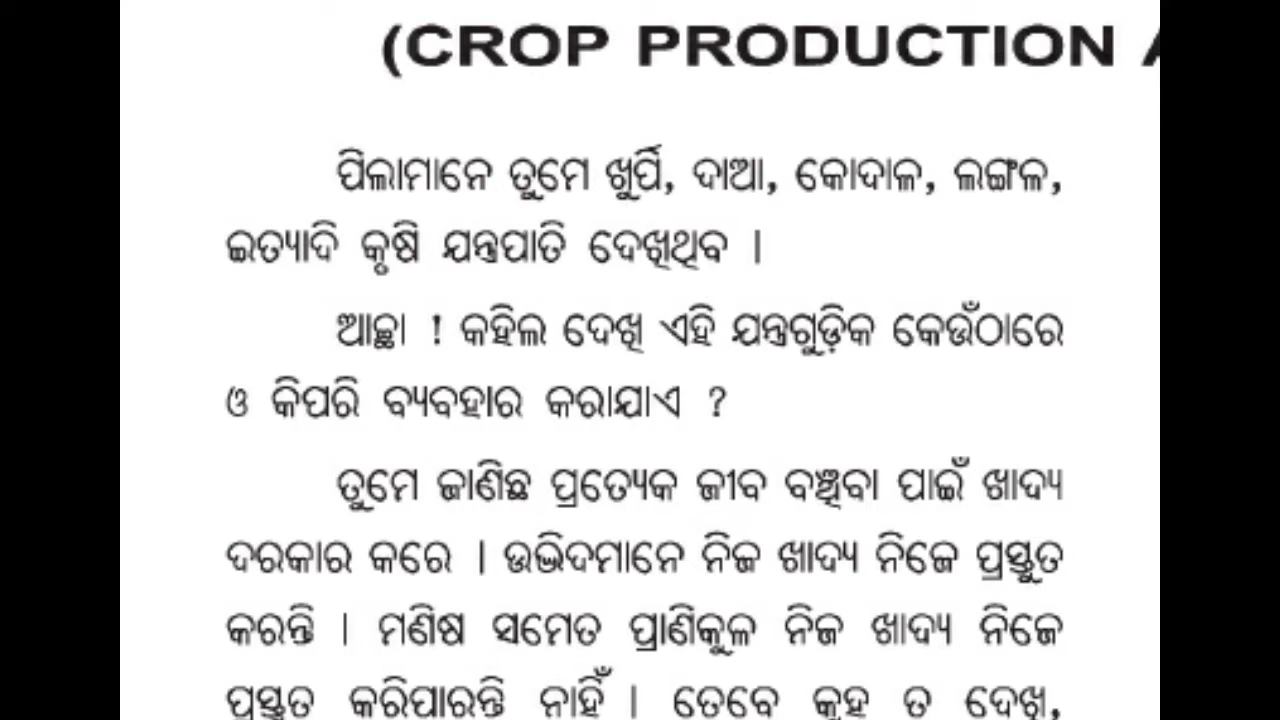 (CROP PRODUCTION
ପିଲାମାନେ ତୁମେ ଖୁର୍ପି, ଦାଆ, କୋଦାଳ, ଲଙ୍ଗଳ,
ଇତ୍ୟାଦି କୃଷି ଯନ୍ତ୍ରପାତି ଦେଖିଥିବ ।
ଆଚ୍ଛା ! କହିଲ ଦେଖି ଏହି ଯନ୍ତ୍ରଗୁଡ଼ିକ କେଉଁଠାରେ
ଓ କିପରି ବ୍ୟବହାର କରାଯାଏ ?
ତୁମେ ଜାଣିଛ ପ୍ରତ୍ୟେକ ଜୀବ ବଞ୍ଚିବା ପାଇଁ ଖାଦ୍ୟ
ଦରକାର କରେ । ଉଦ୍ଭିଦମାନେ ନିଜ ଖାଦ୍ୟ ନିଜେ ପ୍ରସ୍ତୁତ
କରନ୍ତି । ମଣିଷ ସମେତ ପ୍ରାଣିକୁଳ ନିଜ ଖାଦ୍ୟ ନିଜେ
ପ୍ରସ୍ତୁତ କରିପାରନ୍ତି ନାହିଁ । ତେବେ କୁହ ତ ଦେଖି,